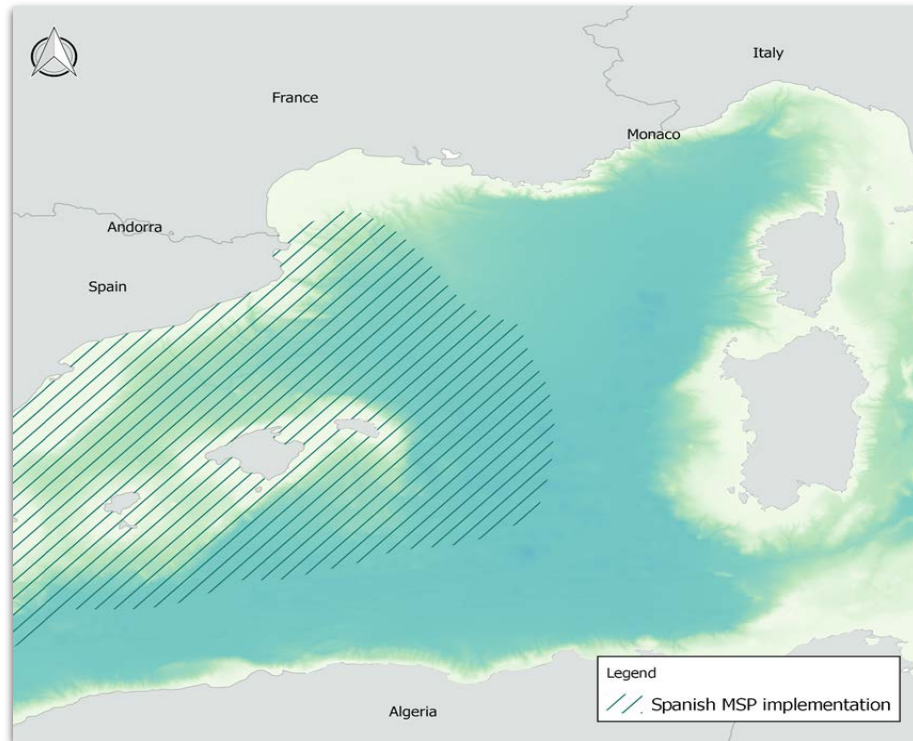 Italy
France
Monaco
Andorra
Spain
Legend
Spanish MSP implementation
Algeria